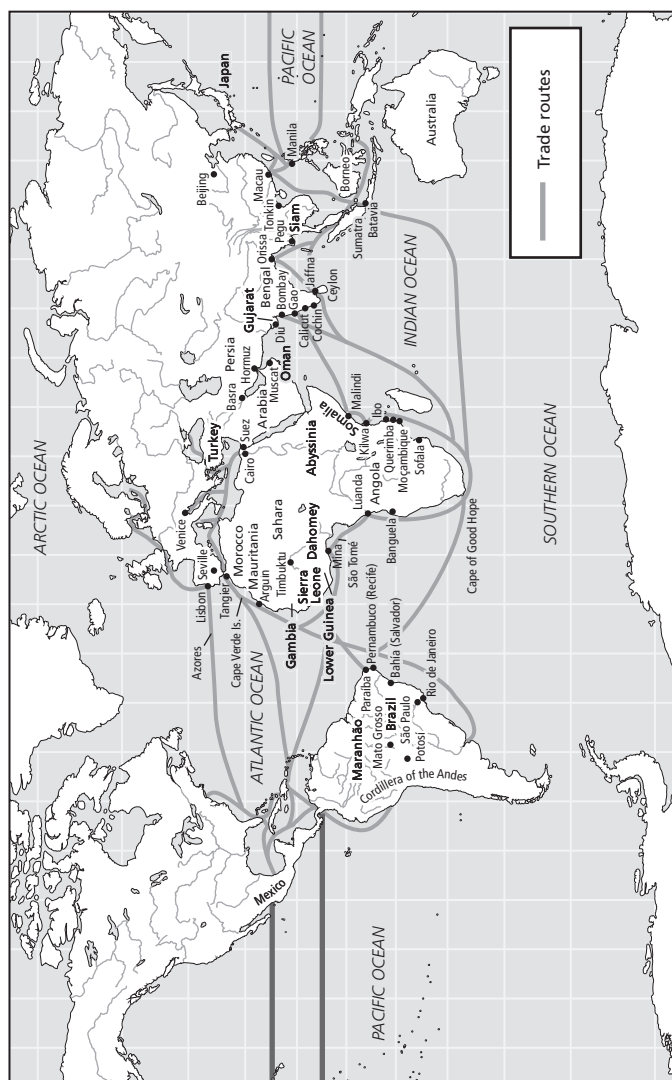 ARCTIC OCEAN
PACIFIC
OCEAN
Japan
Beijing
Macau
Manila
Tonkin
Pegu
Siam
Borneo
Australia
Sumatra
Batavia
Orissa
Bengal
Bombay
Gujarat
Diu
Gao
Calicut
Cochin
Jaffna
Ceylon
INDIAN OCEAN
Persia
Hormuz
Basra
Muscat
Oman
Arabia
Turkey
Suez
Cairo
Venice
Abyssinia
Somalia
Malindi
Kilwa
Ibo
Querimba
Moçambique
Sofala
Luanda
Angola
Banguela
Sahara
Dahomey
Mina
São Tomé
Morocco
Mauritania
Arguin
Timbuktu
Sierra
Leone
Gambia
Lower Guinea
Lisbon
Seville
Tangier
Azores
Cape Verde Is.
ATLANTIC OCEAN
Cape of Good Hope
SOUTHERN OCEAN
Pernambuco (Recife)
Paraíba
Bahía (Salvador)
Rio de Janeiro
Maranhão
Mato Grosso
Brazil
São Paulo
Potosí
Cordillera of the Andes
Mexico
PACIFIC OCEAN
Trade routes